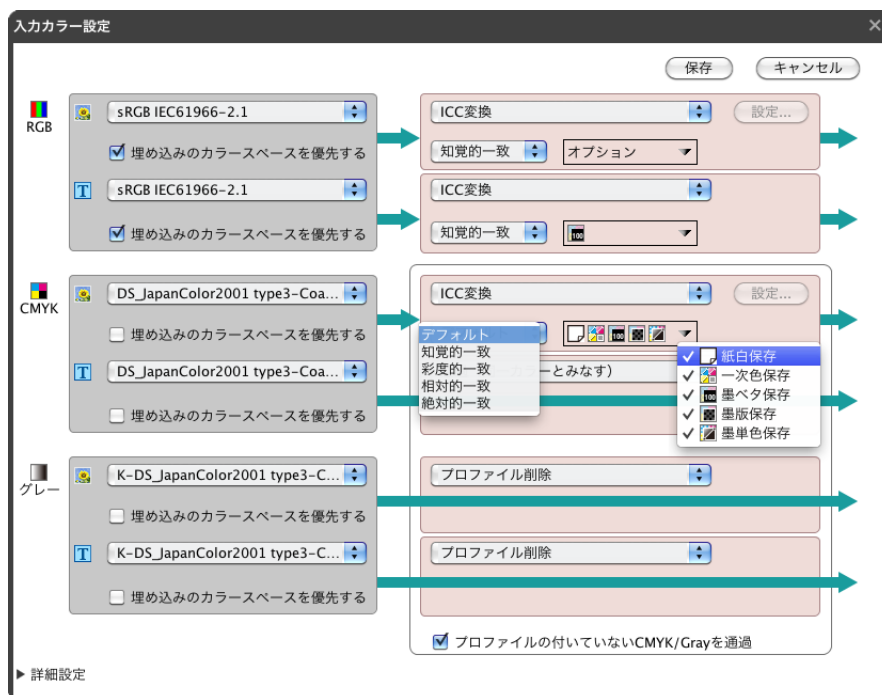 入力カラー設定
保存
キャンセル
RGB
sRGB IEC61966-2.1
埋め込みのカラースペースを優先する
ICC変換
設定...
知覚的一致
オプション
T
sRGB IEC61966-2.1
埋め込みのカラースペースを優先する
ICC変換
知覚的一致
100
CMYK
DS_JapanColor2001 type3-Coa...
埋め込みのカラースペースを優先する
ICC変換
設定...
100
デフォルト
知覚的一致
彩度的一致
相対的一致
絶対的一致
紙白保存
一次色保存
100
墨ベタ保存
墨版保存
墨単色保存
T
DS_JapanColor2001 type3-Coa...
埋め込みのカラースペースを優先する
カラーとみなす)
グレー
K-DS_JapanColor2001 type3-C...
埋め込みのカラースペースを優先する
プロファイル削除
T
K-DS_JapanColor2001 type3-C...
埋め込みのカラースペースを優先する
プロファイル削除
プロファイルの付いていないCMYK/Grayを通過
詳細設定